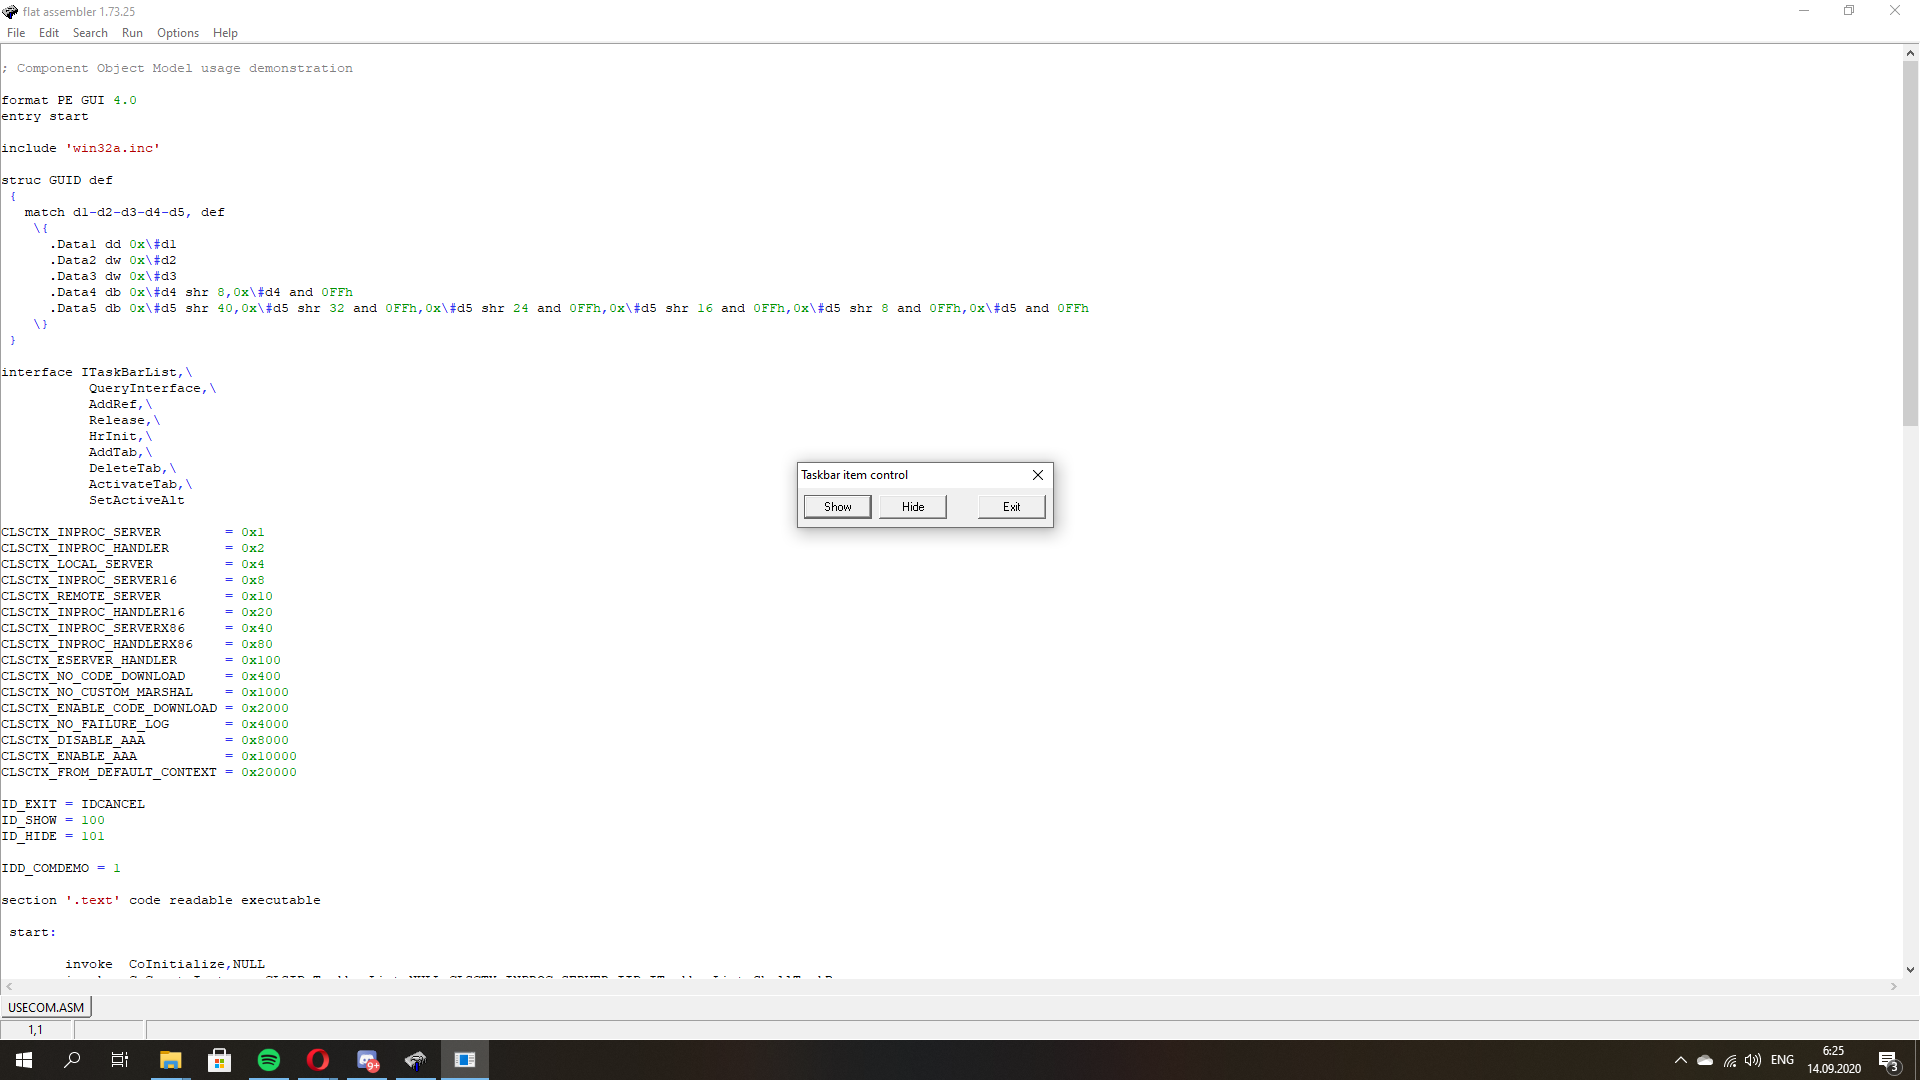 flat assembler 1.73.25
File Edit Search Run Options Help
; Component Object Model usage demonstration
format PE GUI 4.0
entry start
include 'win32a.inc'
struc GUID def
{
match d1-d2-d3-d4-d5, def
\{
.Data1 dd 0x\#d1
.Data2 dw 0x\#d2
.Data3 dw 0x\#d3
.Data4 db 0x\#d4 shr 8,0x\#d4 and 0FFh
.Data5 db 0x\#d5 shr 40,0x\#d5 shr 32 and 0FFh,0x\#d5 shr 24 and 0FFh,0x\#d5 shr 16 and 0FFh,0x\#d5 shr 8 and 0FFh,0x\#d5 and 0FFh
\}
}
interface ITaskBarList,\
QueryInterface,\
AddRef,\
Release,\
HrInit,\
AddTab,\
DeleteTab,\
ActivateTab,\
SetActiveAlt
Taskbar item control
Show Hide Exit
CLSCTX_INPROC_SERVER = 0x1
CLSCTX_INPROC_HANDLER = 0x2
CLSCTX_LOCAL_SERVER = 0x4
CLSCTX_INPROC_SERVER16 = 0x8
CLSCTX_REMOTE_SERVER = 0x10
CLSCTX_INPROC_HANDLER16 = 0x20
CLSCTX_INPROC_SERVERX86 = 0x40
CLSCTX_INPROC_HANDLERX86 = 0x80
CLSCTX_ESERVER_HANDLER = 0x100
CLSCTX_NO_CODE_DOWNLOAD = 0x400
CLSCTX_NO_CUSTOM_MARSHAL = 0x1000
CLSCTX_ENABLE_CODE_DOWNLOAD = 0x2000
CLSCTX_NO_FAILURE_LOG = 0x4000
CLSCTX_DISABLE_AAA = 0x8000
CLSCTX_ENABLE_AAA = 0x10000
CLSCTX_FROM_DEFAULT_CONTEXT = 0x20000
ID_EXIT = IDCANCEL
ID_SHOW = 100
ID_HIDE = 101
IDD_COMDEMO = 1
section '.text' code readable executable
start:
invoke CoInitialize,NULL
USECOM.ASM
1,1
9+
ENG
6:25
14.09.2020
3